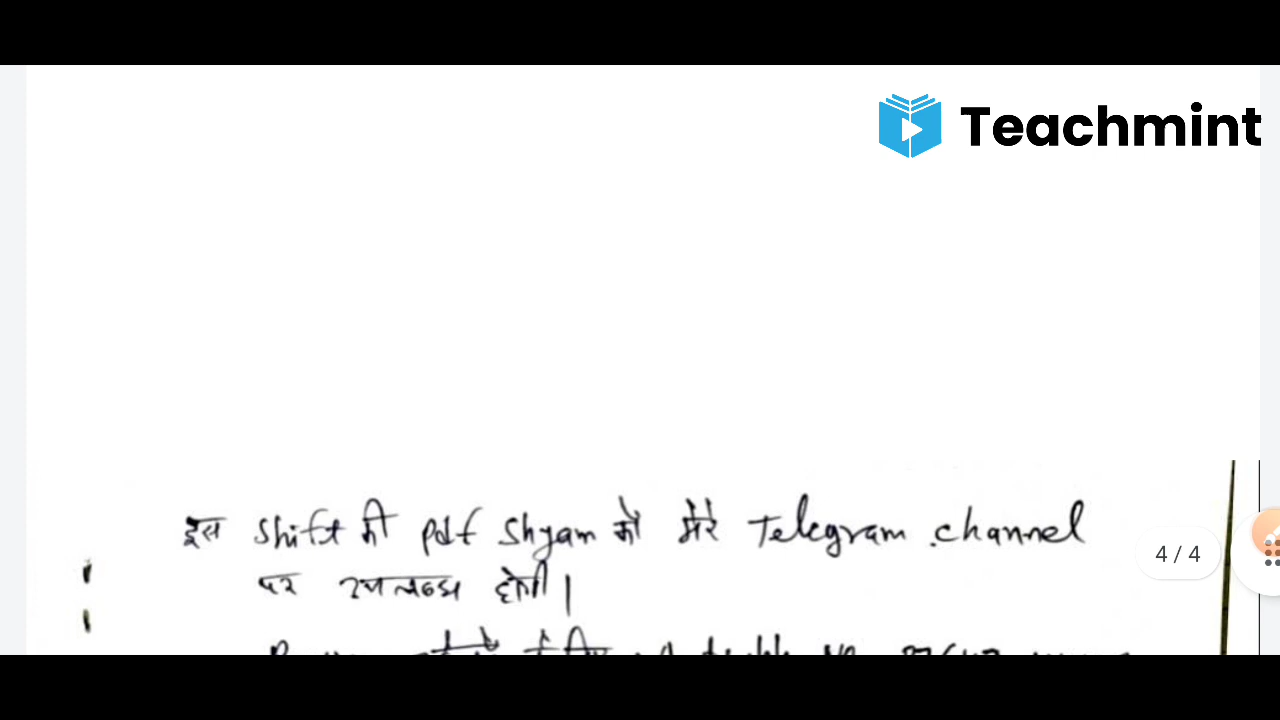 Teachmint
इस shift की pdf Shyam को मेरे Telegram channel
4 / 4
पर उपलब्ध होगी।